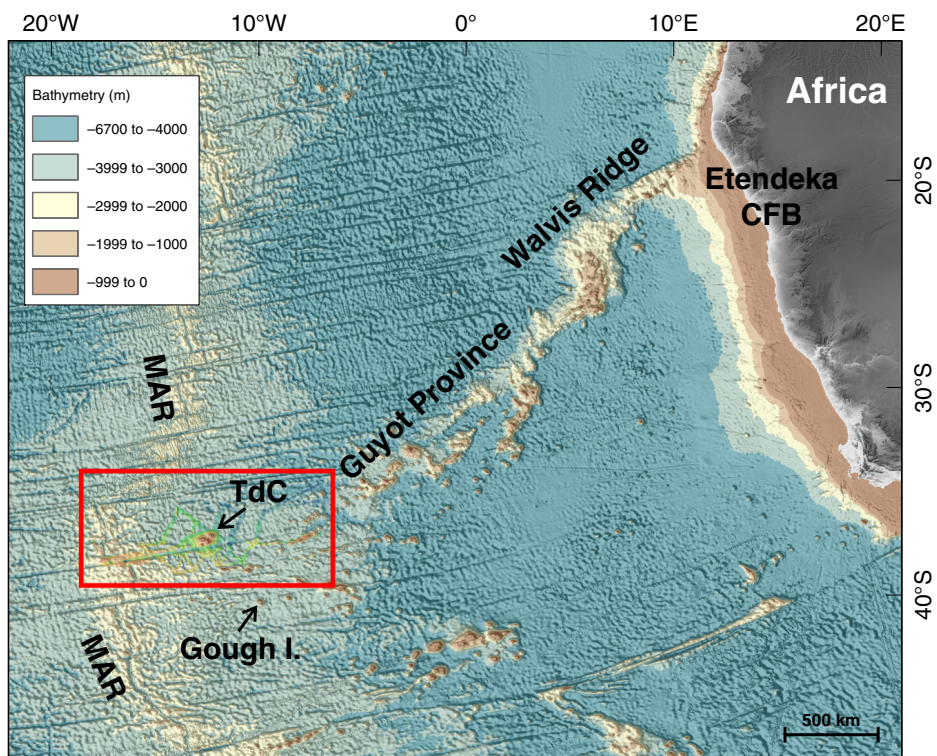 20°W
10°W
0°
10°E
20°E
Bathymetry (m)
–6700 to –4000
–3999 to –3000
–2999 to –2000
–1999 to –1000
–999 to 0
Africa
Etendeka
CFB
20°S
Walvis Ridge
Guyot Province
MAR
30°S
TdC
Gough I.
40°S
MAR
500 km